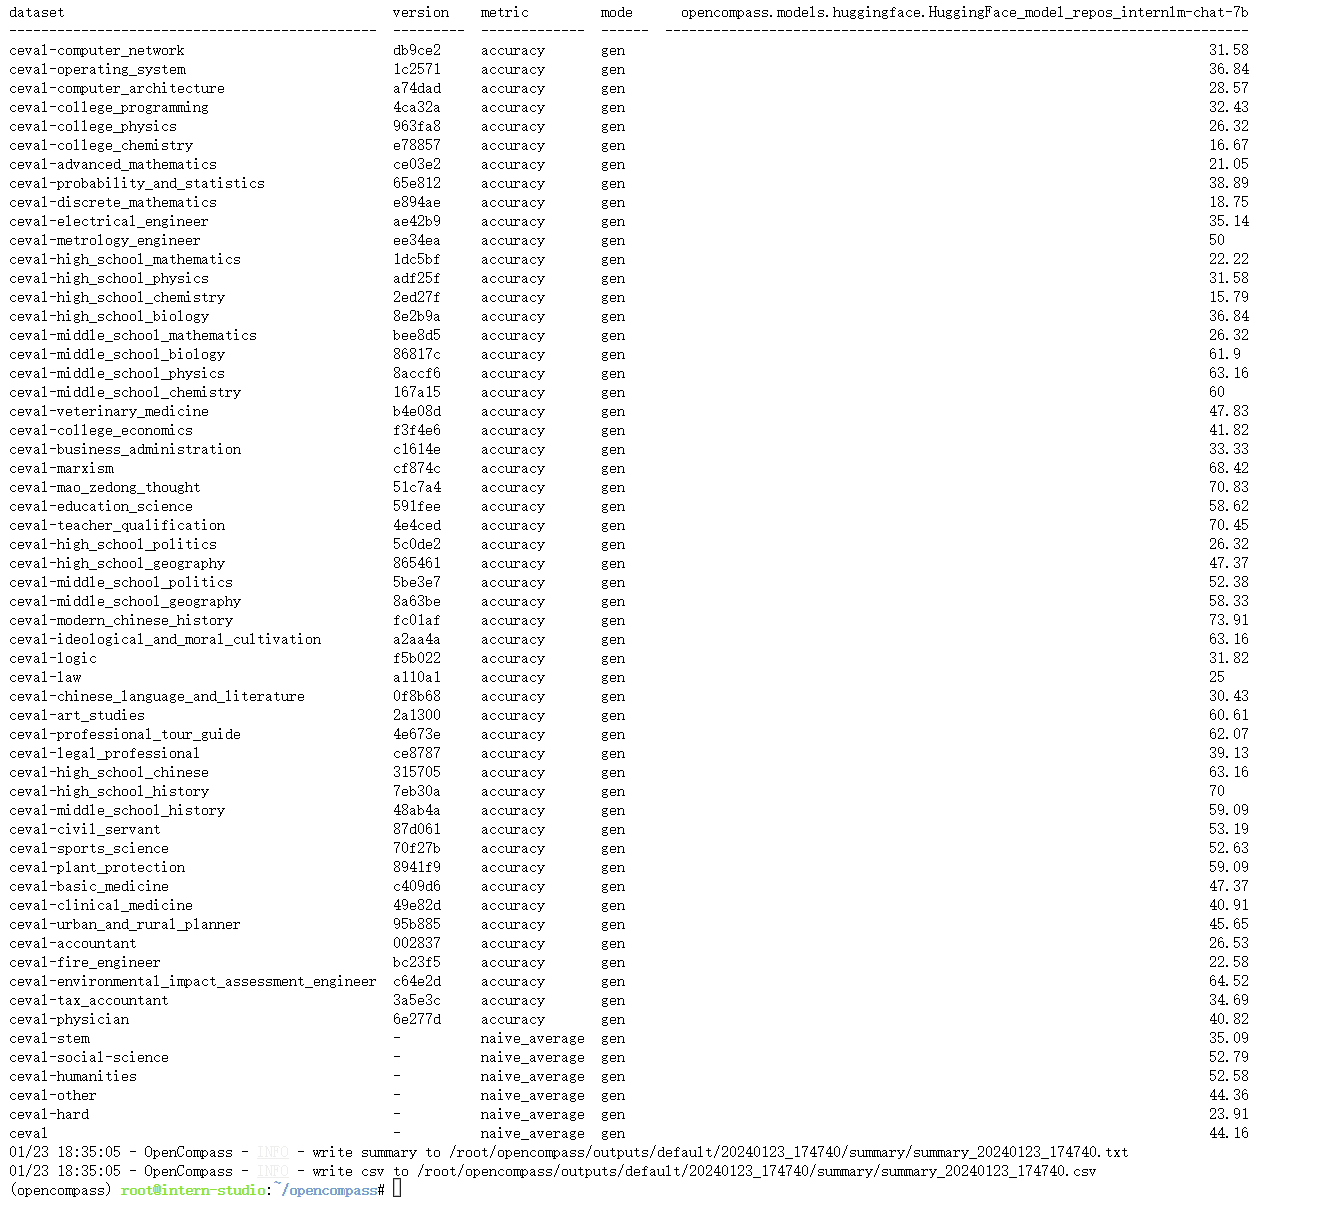 dataset version metric mode opencompass.models.huggingface.HuggingFace_model_repos_internlm-chat-7b
---------------------------------------------- --------- ------------- ------ -------------------------------------------------------------------------
ceval-computer_network db9ce2 accuracy gen 31.58
ceval-operating_system 1c2571 accuracy gen 36.84
ceval-computer_architecture a74dad accuracy gen 28.57
ceval-college_programming 4ca32a accuracy gen 32.43
ceval-college_physics 963fa8 accuracy gen 26.32
ceval-college_chemistry e78857 accuracy gen 16.67
ceval-advanced_mathematics ce03e2 accuracy gen 21.05
ceval-probability_and_statistics 65e812 accuracy gen 38.89
ceval-discrete_mathematics e894ae accuracy gen 18.75
ceval-electrical_engineer ae42b9 accuracy gen 35.14
ceval-metrology_engineer ee34ea accuracy gen 50
ceval-high_school_mathematics 1dc5bf accuracy gen 22.22
ceval-high_school_physics adf25f accuracy gen 31.58
ceval-high_school_chemistry 2ed27f accuracy gen 15.79
ceval-high_school_biology 8e2b9a accuracy gen 36.84
ceval-middle_school_mathematics bee8d5 accuracy gen 26.32
ceval-middle_school_biology 86817c accuracy gen 61.9
ceval-middle_school_physics 8accf6 accuracy gen 63.16
ceval-middle_school_chemistry 167a15 accuracy gen 60
ceval-veterinary_medicine b4e08d accuracy gen 47.83
ceval-college_economics f3f4e6 accuracy gen 41.82
ceval-business_administration c1614e accuracy gen 33.33
ceval-marxism cf874c accuracy gen 68.42
ceval-mao_zedong_thought 51c7a4 accuracy gen 70.83
ceval-education_science 591fee accuracy gen 58.62
ceval-teacher_qualification 4e4ced accuracy gen 70.45
ceval-high_school_politics 5c0de2 accuracy gen 26.32
ceval-high_school_geography 865461 accuracy gen 47.37
ceval-middle_school_politics 5be3e7 accuracy gen 52.38
ceval-middle_school_geography 8a63be accuracy gen 58.33
ceval-modern_chinese_history fc01af accuracy gen 73.91
ceval-ideological_and_moral_cultivation a2aa4a accuracy gen 63.16
ceval-logic f5b022 accuracy gen 31.82
ceval-law a110a1 accuracy gen 25
ceval-chinese_language_and_literature 0f8b68 accuracy gen 30.43
ceval-art_studies 2a1300 accuracy gen 60.61
ceval-professional_tour_guide 4e673e accuracy gen 62.07
ceval-legal_professional ce8787 accuracy gen 39.13
ceval-high_school_chinese 315705 accuracy gen 63.16
ceval-high_school_history 7eb30a accuracy gen 70
ceval-middle_school_history 48ab4a accuracy gen 59.09
ceval-civil_servant 87d061 accuracy gen 53.19
ceval-sports_science 70f27b accuracy gen 52.63
ceval-plant_protection 8941f9 accuracy gen 59.09
ceval-basic_medicine c409d6 accuracy gen 47.37
ceval-clinical_medicine 49e82d accuracy gen 40.91
ceval-urban_and_rural_planner 95b885 accuracy gen 45.65
ceval-accountant 002837 accuracy gen 26.53
ceval-fire_engineer bc23f5 accuracy gen 22.58
ceval-environmental_impact_assessment_engineer c64e2d accuracy gen 64.52
ceval-tax_accountant 3a5e3c accuracy gen 34.69
ceval-physician 6e277d accuracy gen 40.82
ceval-stem - naive_average gen 35.09
ceval-social-science - naive_average gen 52.79
ceval-humanities - naive_average gen 52.58
ceval-other - naive_average gen 44.36
ceval-hard - naive_average gen 23.91
ceval - naive_average gen 44.16
01/23 18:35:05 - OpenCompass - INFO - write summary to /root/opencompass/outputs/default/20240123_174740/summary/summary_20240123_174740.txt
01/23 18:35:05 - OpenCompass - INFO - write csv to /root/opencompass/outputs/default/20240123_174740/summary/summary_20240123_174740.csv
(opencompass) root@intern-studio:~/opencompass#